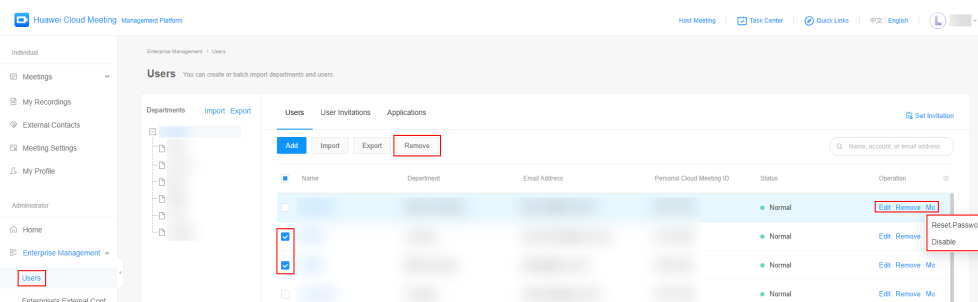 Huawei Cloud Meeting Management Platform
Host Meeting Task Center Quick Links 中文 English L
Individual
Enterprise Management / Users
Meetings
Users You can create or batch import departments and users.
My Recordings
Departments Import Export
Users User Invitations Applications
Set Invitation
External Contacts
Add Import Export Remove
Name, account, or email address
Meeting Settings
My Profile
Name Department Email Address Personal Cloud Meeting ID Status Operation
Administrator
Normal Edit Remove Mo
Home
Reset Passwo
Normal Edit Remove
Disable
Enterprise Management
Normal Edit Remove Mo
Users
Normal Edit Remove Mo
Enterprise's External Cont